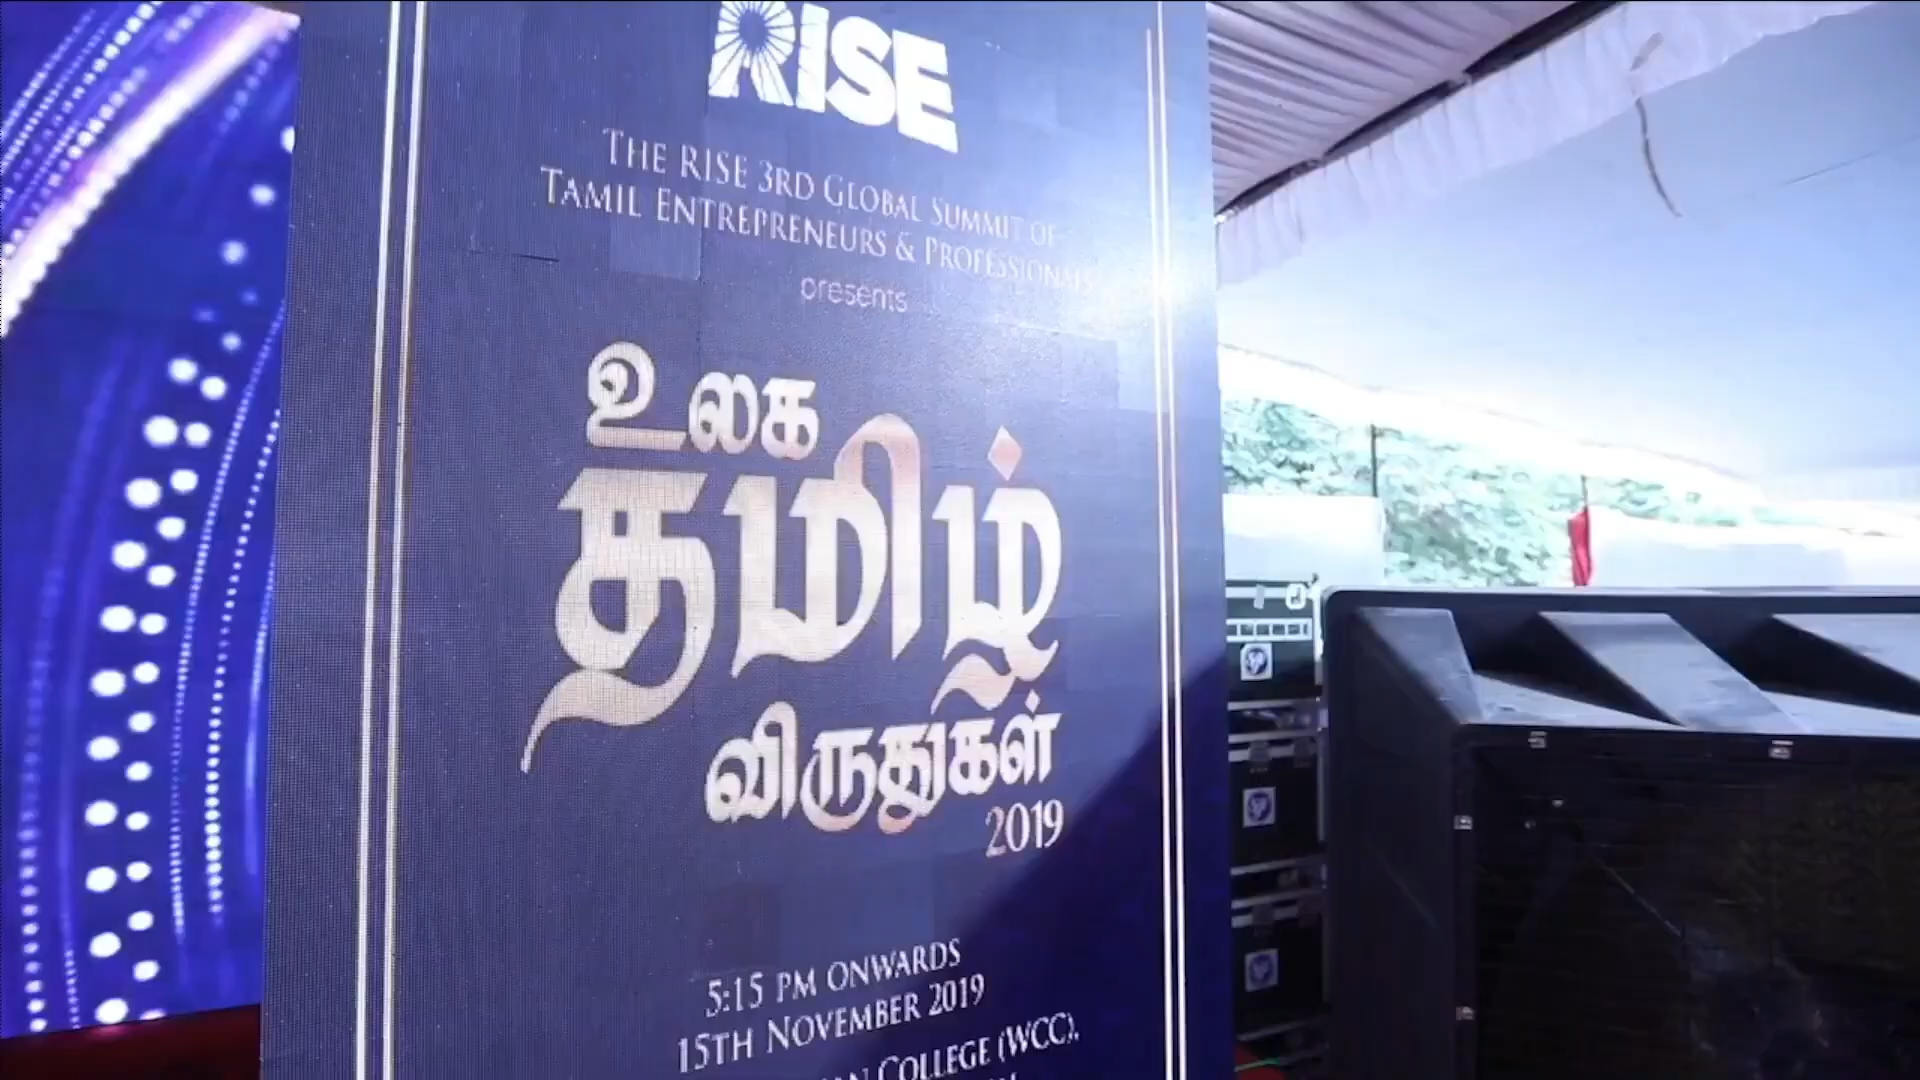 RISE
THE RISE 3RD GLOBAL SUMMIT OF
TAMIL ENTREPRENEURS & PROFESSIONALS
presents
உலக
தமிழ்
விருதுகள்
2019
5:15 PM ONWARDS
15TH NOVEMBER 2019
COLLEGE (WCC),